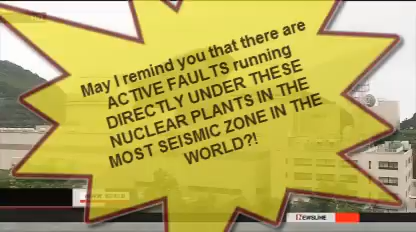 May I remind you that there are
ACTIVE FAULTS running
DIRECTLY UNDER THESE
NUCLEAR PLANTS IN THE
MOST SEISMIC ZONE IN THE
WORLD?!
NEWSLINE